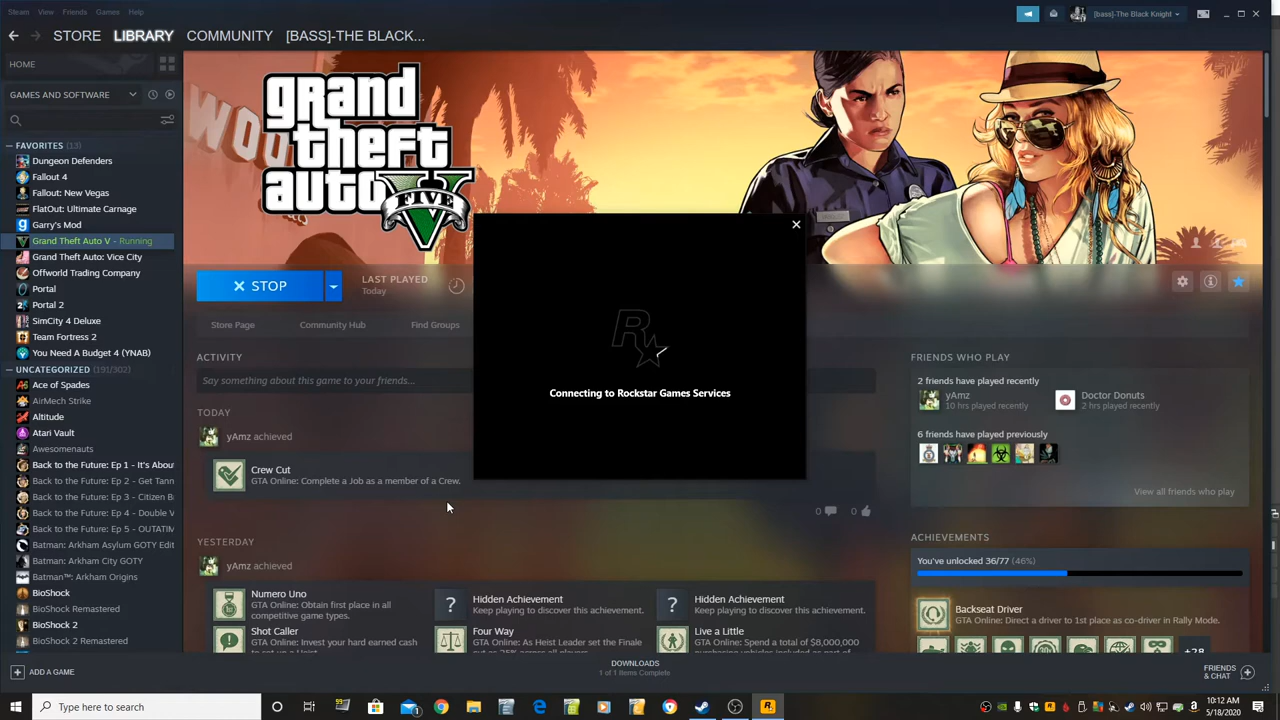 Steam View Friends Games Help
[bass]-The Black Knight
STORE LIBRARY COMMUNITY [BASS]-THE BLACK...
HOME
GAMES AND SOFTWARE
FAVORITES (13)
Dungeon Defenders
Fallout 4
Fallout: New Vegas
FlatOut: Ultimate Carnage
Garry's Mod
Grand Theft Auto V - Running
Grand Theft Auto: Vice City
Offworld Trading Company
Portal
Portal 2
SimCity 4 Deluxe
Team Fortress 2
You Need A Budget 4 (YNAB)
UNCATEGORIZED (191/302)
Ace of Spades
AirMech Strike
Altitude
Atari Vault
Awesomenauts
Back to the Future: Ep 1 - It's Abou
Back to the Future: Ep 2 - Get Tann
Back to the Future: Ep 3 - Citizen B
Back to the Future: Ep 4 - Double V
Back to the Future: Ep 5 - OUTATIM
Batman: Arkham Asylum GOTY Edit
Batman: Arkham City GOTY
Batman™: Arkham Origins
BioShock
BioShock Remastered
BioShock 2
BioShock 2 Remastered
ADD A GAME
grand
theft
auto V
FIVE
STOP
LAST PLAYED
Today
Store Page Community Hub Find Groups
ACTIVITY
Say something about this game to your friends...
TODAY
yAmz achieved
Crew Cut
GTA Online: Complete a Job as a member of a Crew.
0 0
YESTERDAY
yAmz achieved
Numero Uno
GTA Online: Obtain first place in all
competitive game types.
Hidden Achievement
Keep playing to discover this achievement.
Hidden Achievement
Keep playing to discover this achievement.
Shot Caller
GTA Online: Invest your hard earned cash
Four Way
GTA Online: As Heist Leader set the Finale
Live a Little
GTA Online: Spend a total of $8,000,000
R
Connecting to Rockstar Games Services
FRIENDS WHO PLAY
2 friends have played recently
yAmz
10 hrs played recently
Doctor Donuts
2 hrs played recently
6 friends have played previously
View all friends who play
ACHIEVEMENTS
You've unlocked 36/77 (46%)
Backseat Driver
GTA Online: Direct a driver to 1st place as co-driver in Rally Mode.
+28
DOWNLOADS
1 of 1 Items Complete
FRIENDS
& CHAT
Type here to search
10:12 AM
5/18/2020